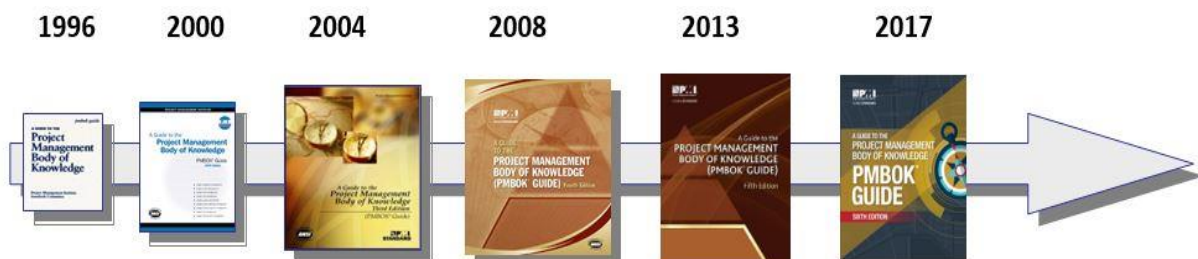 1996 2000 2004 2008 2013 2017
pmbok guide
A GUIDE TO THE
Project
Management
Body of
Knowledge
A Guide to the
Project Management
Body of Knowledge
A Guide to the
Project Management
Body of Knowledge
Third Edition
(PMBOK® Guide)
STANDARD
A GUIDE
TO THE
PROJECT MANAGEMENT
BODY OF KNOWLEDGE
(PMBOK® GUIDE) Fourth Edition
A Guide to the
PROJECT MANAGEMENT
BODY OF KNOWLEDGE
(PMBOK® GUIDE)
Fifth Edition
A GUIDE TO THE
PROJECT MANAGEMENT
BODY OF KNOWLEDGE
PMBOK®
GUIDE
SIXTH EDITION